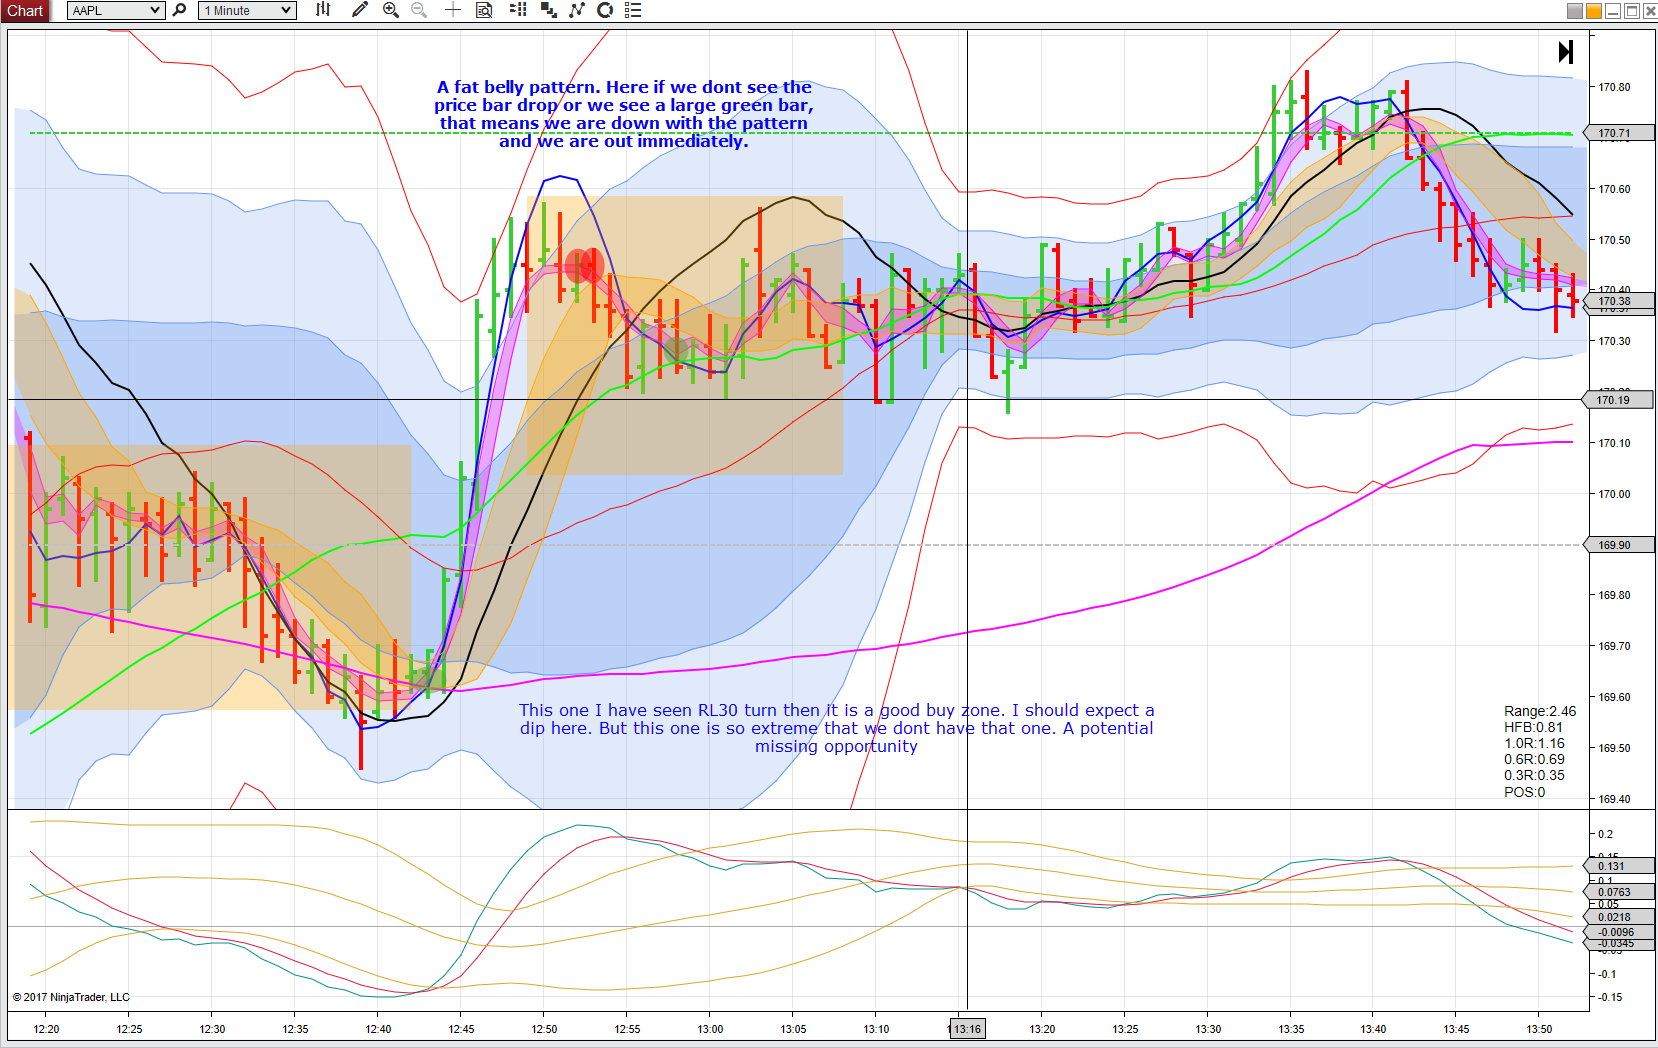 Chart
AAPL
1 Minute
A fat belly pattern. Here if we dont see the
price bar drop or we see a large green bar,
that means we are down with the pattern
and we are out immediately.
170.80
170.71
170.60
170.50
170.40
170.38
170.30
170.19
170.10
170.00
169.90
169.80
169.70
169.60
169.50
169.40
This one I have seen RL30 turn then it is a good buy zone. I should expect a
dip here. But this one is so extreme that we dont have that one. A potential
missing opportunity
Range:2.46
HFB:0.81
1.0R:1.16
0.6R:0.69
0.3R:0.35
POS:0
0.2
0.131
0.1
0.0763
0.05
0.0218
-0.0096
-0.0345
-0.1
-0.15
© 2017 NinjaTrader, LLC
12:20 12:25 12:30 12:35 12:40 12:45 12:50 12:55 13:00 13:05 13:10 13:16 13:20 13:25 13:30 13:35 13:40 13:45 13:50